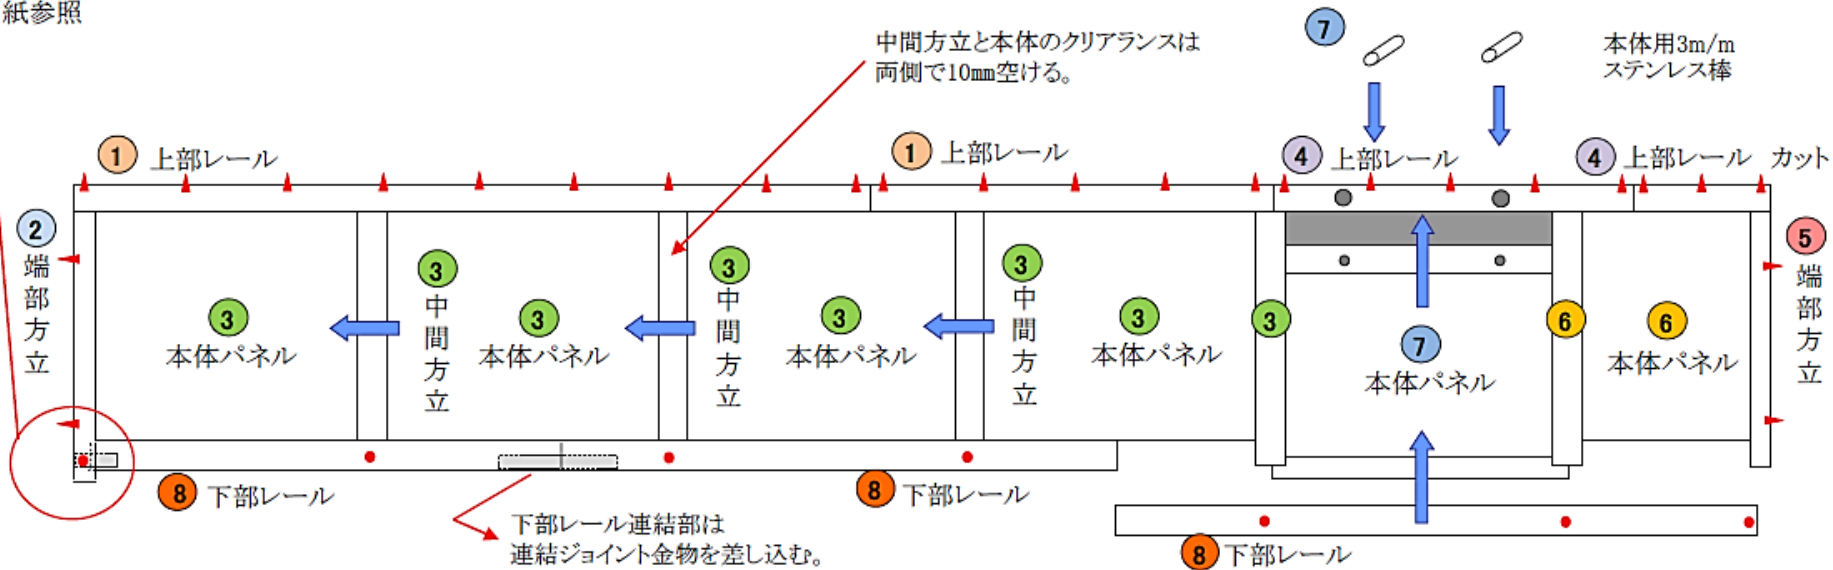 紙参照
中間方立と本体のクリアランスは
両側で10㎜空ける。
7
本体用3m/m
ステンレス棒
1 上部レール
1 上部レール
4 上部レール
4 上部レール カット
2
端部方立
3
本体パネル
3
中間方立
3
本体パネル
3
中間方立
3
本体パネル
3
中間方立
3
本体パネル
3
7
本体パネル
6
6
本体パネル
5
端部方立
8 下部レール
下部レール連結部は
連結ジョイント金物を差し込む。
8 下部レール
8 下部レール